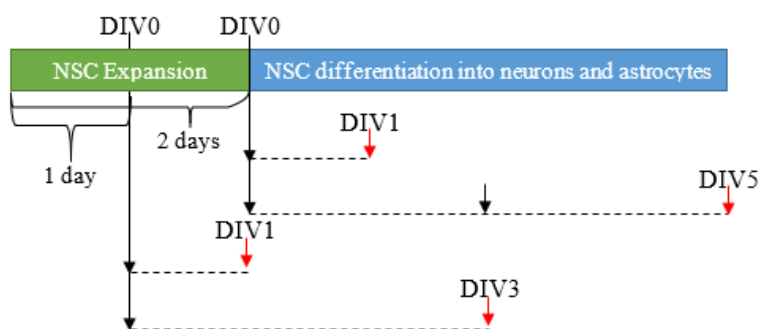 DIV0 DIV0
NSC Expansion NSC differentiation into neurons and astrocytes
DIV1
2 days
1 day
DIV5
DIV1
DIV3